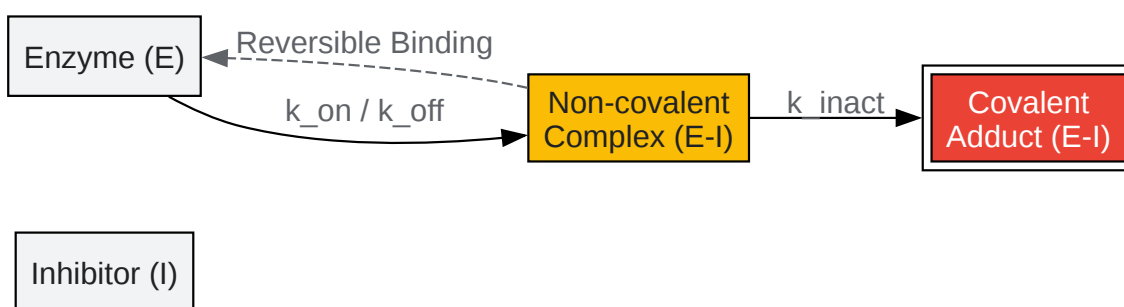 Enzyme (E)
Reversible Binding
k_on / k_off
Non-covalent
Complex (E-I)
k_inact
Covalent
Adduct (E-I)
Inhibitor (I)